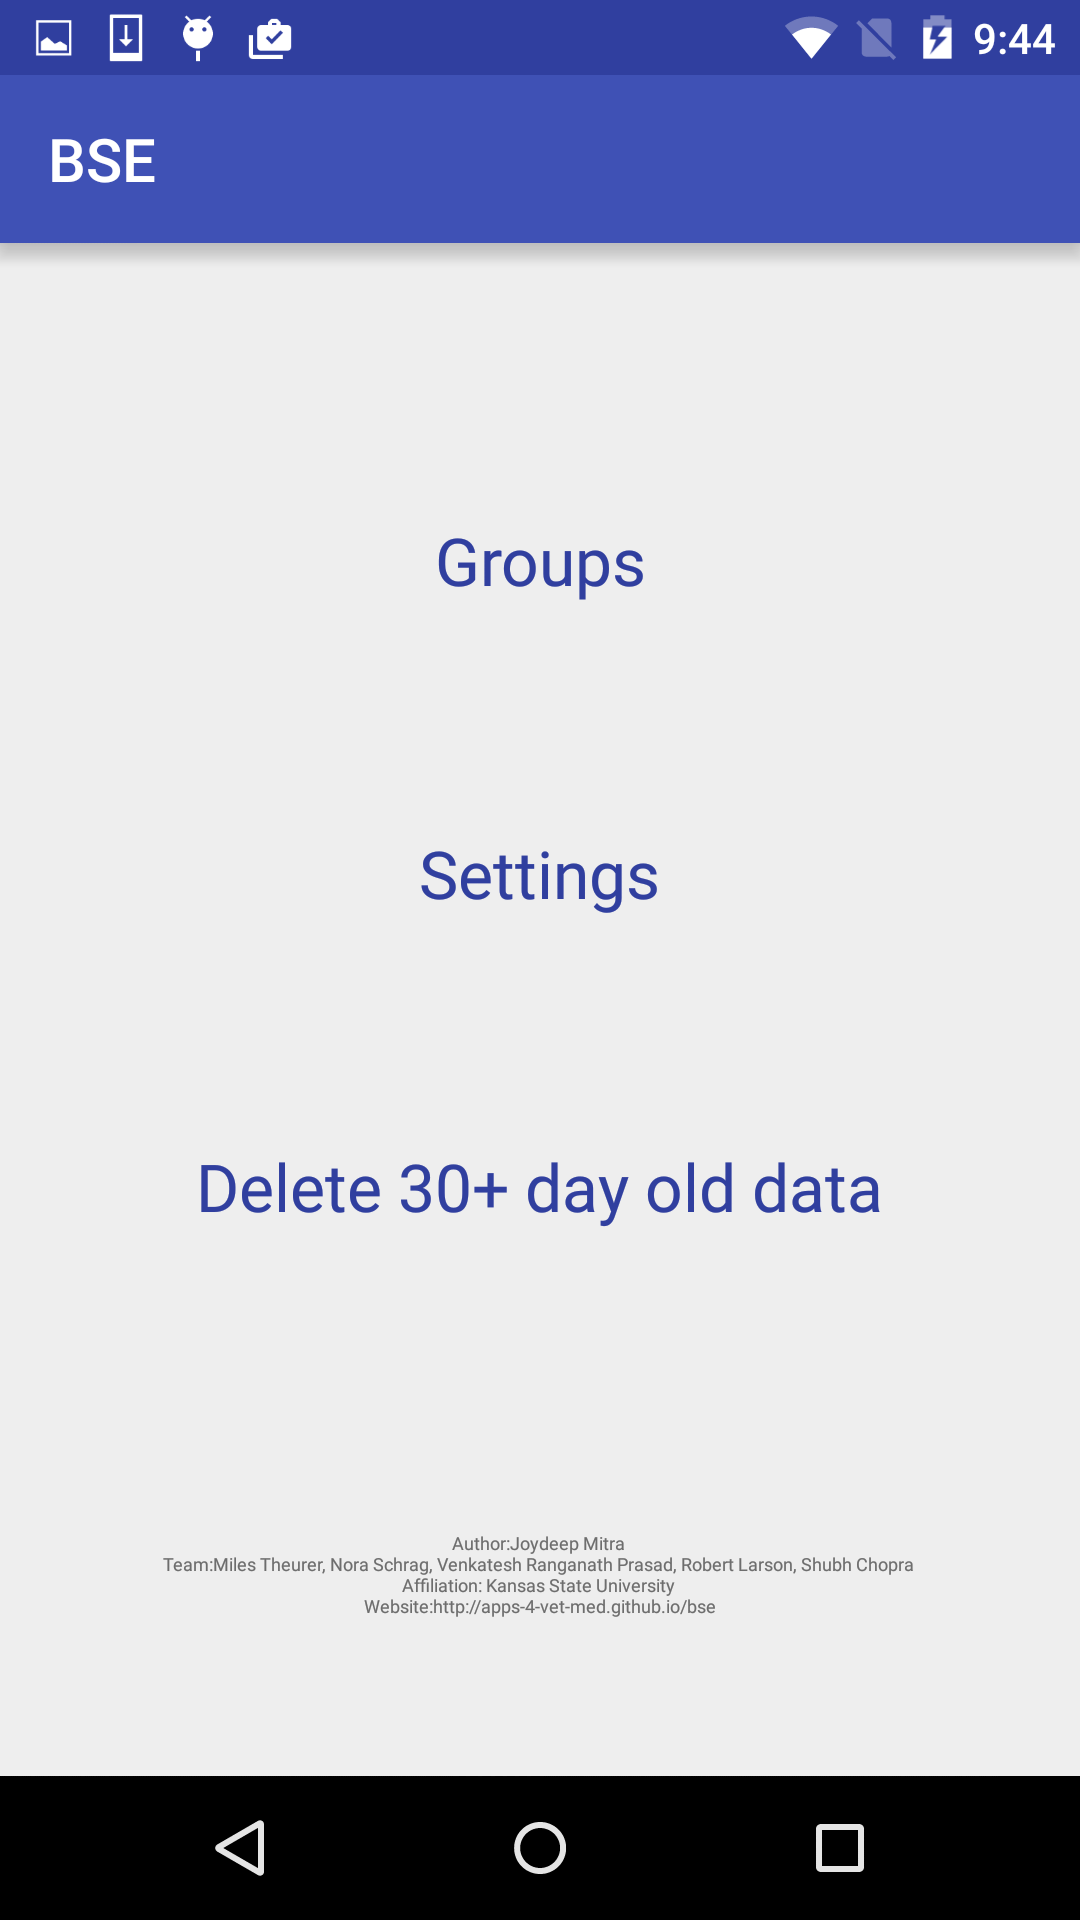 9:44
BSE
Groups
Settings
Delete 30+ day old data
Author:Joydeep Mitra
Team:Miles Theurer, Nora Schrag, Venkatesh Ranganath Prasad, Robert Larson, Shubh Chopra
Affiliation: Kansas State University
Website:http://apps-4-vet-med.github.io/bse